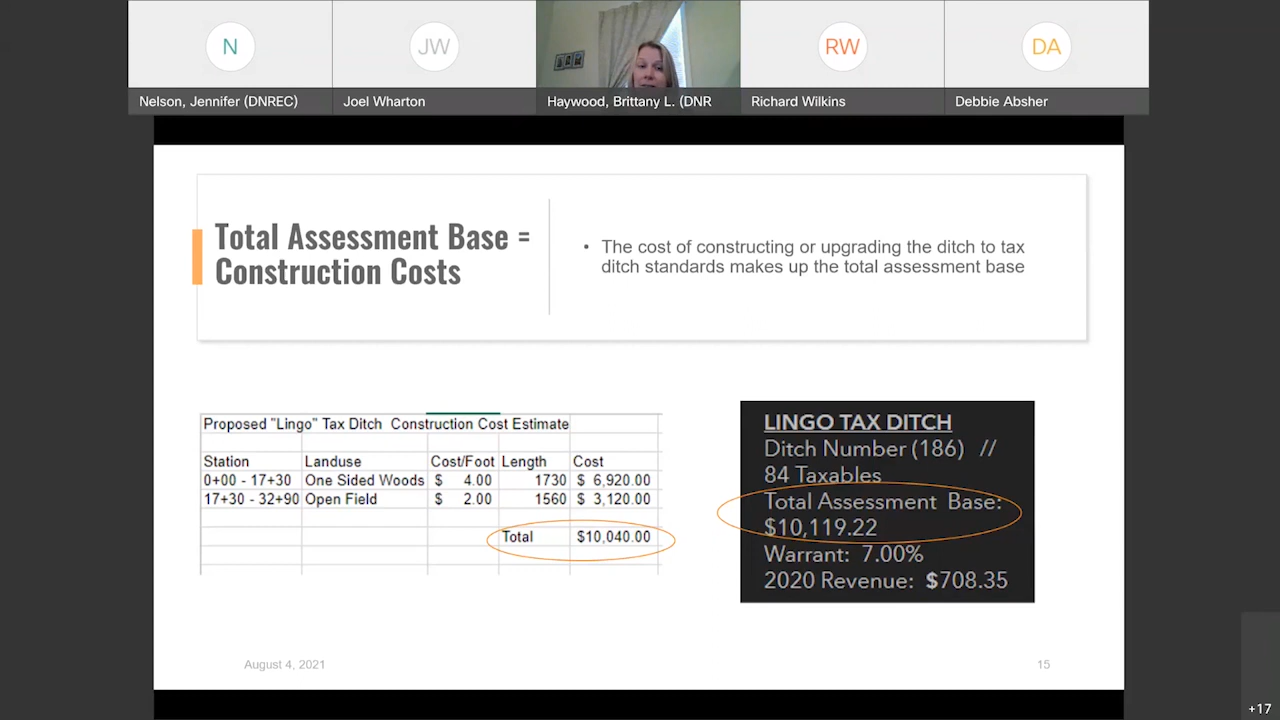 N
JW
RW
DA
Nelson, Jennifer (DNREC)
Joel Wharton
Haywood, Brittany L. (DNR
Richard Wilkins
Debbie Absher
Total Assessment Base =
Construction Costs
• The cost of constructing or upgrading the ditch to tax
ditch standards makes up the total assessment base
Proposed "Lingo" Tax Ditch Construction Cost Estimate
Station Landuse Cost/Foot Length Cost
0+00 - 17+30 One Sided Woods $ 4.00 1730 $ 6,920.00
17+30 - 32+90 Open Field $ 2.00 1560 $ 3,120.00
Total $10,040.00
LINGO TAX DITCH
Ditch Number (186) //
84 Taxables
Total Assessment Base:
$10,119.22
Warrant: 7.00%
2020 Revenue: $708.35
August 4, 2021
15
+17